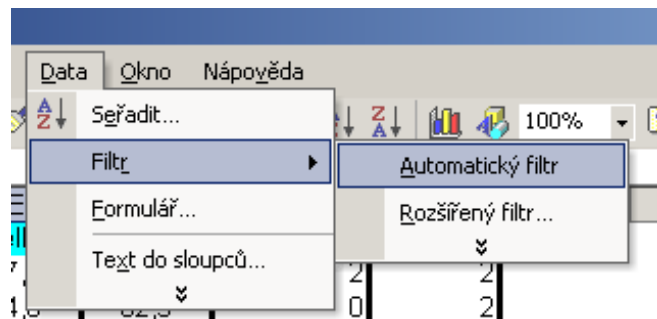 Data Okno Nápověda
Seřadit...
100%
Filtr
Automatický filtr
Formulář...
Rozšířený filtr...
Text do sloupců...
2 2
0 2